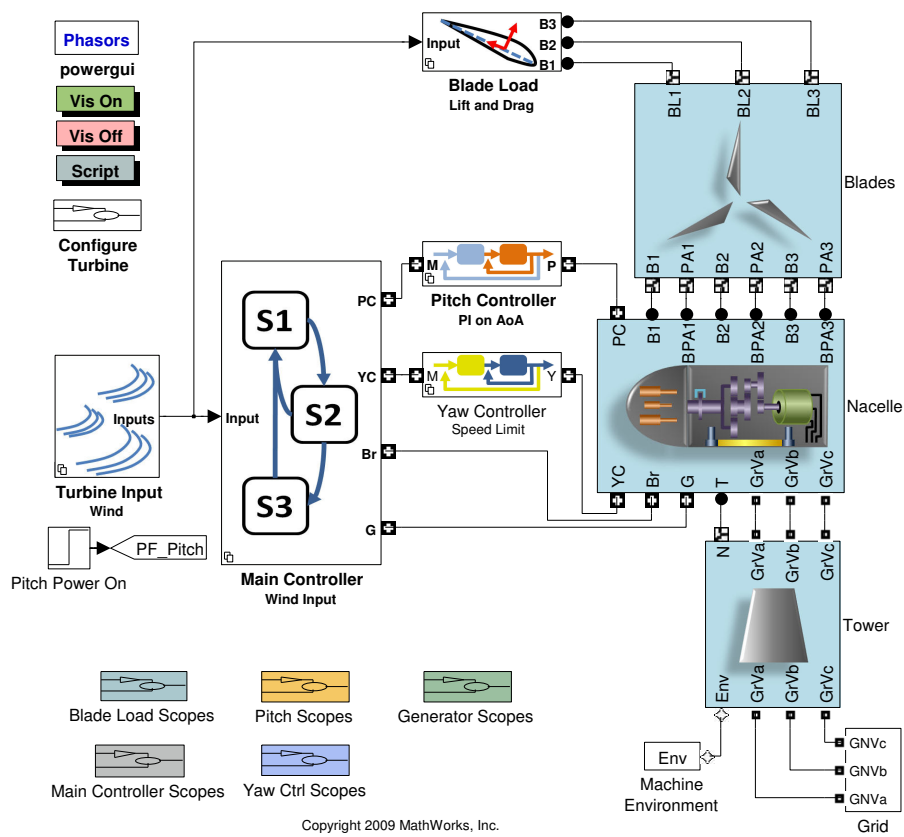 Phasors
powergui
Vis On
Vis Off
Script
Configure
Turbine
Input
B3
B2
B1
Blade Load
Lift and Drag
BL1
BL2
BL3
Blades
B1
PA1
B2
PA2
B3
PA3
M
P
Pitch Controller
PI on AoA
M
Y
Yaw Controller
Speed Limit
Inputs
Turbine Input
Wind
Input
S1
S2
S3
PC
YC
Br
G
Main Controller
Wind Input
Pitch Power On
PF_Pitch
PC
B1
BPA1
B2
BPA2
B3
BPA3
Nacelle
YC
Br
G
T
GrVa
GrVb
GrVc
N
GrVa
GrVb
GrVc
Tower
Env
GrVa
GrVb
GrVc
Env
Machine
Environment
GNVc
GNVb
GNVa
Grid
Blade Load Scopes
Pitch Scopes
Generator Scopes
Main Controller Scopes
Yaw Ctrl Scopes
Copyright 2009 MathWorks, Inc.